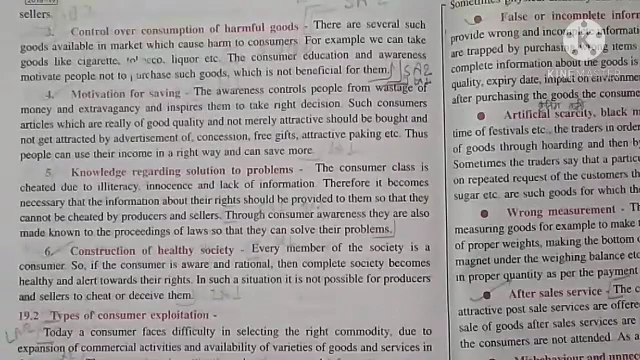 sellers.
3. Control over consumption of harmful goods - There are several such
goods available in market which cause harm to consumers. For example we can take
goods like cigarette, tobacco, liquor etc. The consumer education and awareness
motivate people not to purchase such goods, which is not beneficial for them.
4. Motivation for saving - The awareness controls people from wastage of
money and extravagancy and inspires them to take right decision. Such consumers
articles which are really of good quality and not merely attractive should be bought and
not get attracted by advertisement of, concession, free gifts, attractive paking etc. Thus
people can use their income in a right way and can save more.
5. Knowledge regarding solution to problems - The consumer class is
cheated due to illiteracy, innocence and lack of information. Therefore it becomes
necessary that the information about their rights should be provided to them so that they
cannot be cheated by producers and sellers. Through consumer awareness they are also
made known to the proceedings of laws so that they can solve their problems.
6. Construction of healthy society - Every member of the society is a
consumer. So, if the consumer is aware and rational, then complete society becomes
healthy and alert towards their rights. In such a situation it is not possible for producers
and sellers to cheat or deceive them.
19.2 Types of consumer exploitation -
Today a consumer faces difficulty in selecting the right commodity, due to
expansion of commercial activities and availability of varieties of goods and services in
Sometimes
False or incomplete inform
provide wrong and incomplete informatio
are trapped by purchasing items
complete information about the goods is
quality, expiry date, impact on environment
after purchasing the goods the consume
Artificial scarcity, black m
time of festivals etc., the traders in order
of goods through hoarding and then by
Sometimes the traders say that a particu
on repeated request of the customers th
sugar etc. are such goods for which thi
Wrong measurement - Th
measuring goods for example to make t
of proper weights, making the bottom
magnet under the weighing balance etc
in proper quantity as per the payment
After sales service - The c
attractive post sale services are offere
sale of goods after sales services are
the consumers are not attended. As a
Misbehaviour and unnec
KINEMASTER